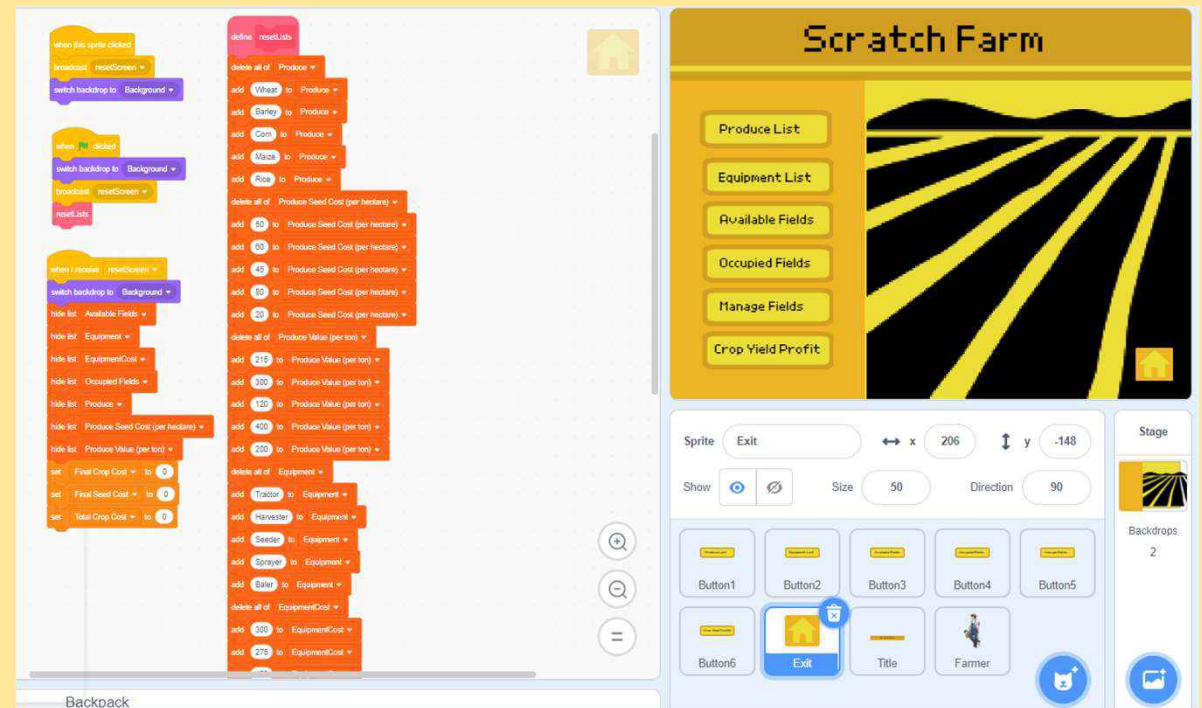 when this sprite clicked
broadcast resetScreen
switch backdrop to Background
when clicked
switch backdrop to Background
broadcast resetScreen
resetLists
when I receive resetScreen
switch backdrop to Background
hide list Available Fields
hide list Equipment
hide list EquipmentCost
hide list Occupied Fields
hide list Produce
hide list Produce Seed Cost (per hectare)
hide list Produce Value (per ton)
set Final Crop Cost to 0
set Final Seed Cost to 0
set Total Crop Cost to 0
define resetLists
delete all of Produce
add Wheat to Produce
add Barley to Produce
add Corn to Produce
add Maize to Produce
add Rice to Produce
delete all of Produce Seed Cost (per hectare)
add 50 to Produce Seed Cost (per hectare)
add 60 to Produce Seed Cost (per hectare)
add 45 to Produce Seed Cost (per hectare)
add 80 to Produce Seed Cost (per hectare)
add 20 to Produce Seed Cost (per hectare)
delete all of Produce Value (per ton)
add 215 to Produce Value (per ton)
add 300 to Produce Value (per ton)
add 120 to Produce Value (per ton)
add 400 to Produce Value (per ton)
add 200 to Produce Value (per ton)
delete all of Equipment
add Tractor to Equipment
add Harvester to Equipment
add Seeder to Equipment
add Sprayer to Equipment
add Baler to Equipment
delete all of EquipmentCost
add 300 to EquipmentCost
add 275 to EquipmentCost
Backpack
Scratch Farm
Produce List
Equipment List
Available Fields
Occupied Fields
Manage Fields
Crop Yield Profit
Sprite Exit x 206 y -148
Show Size 50 Direction 90
Button1 Button2 Button3 Button4 Button5
Button6 Exit Title Farmer
Stage
Backdrops
2